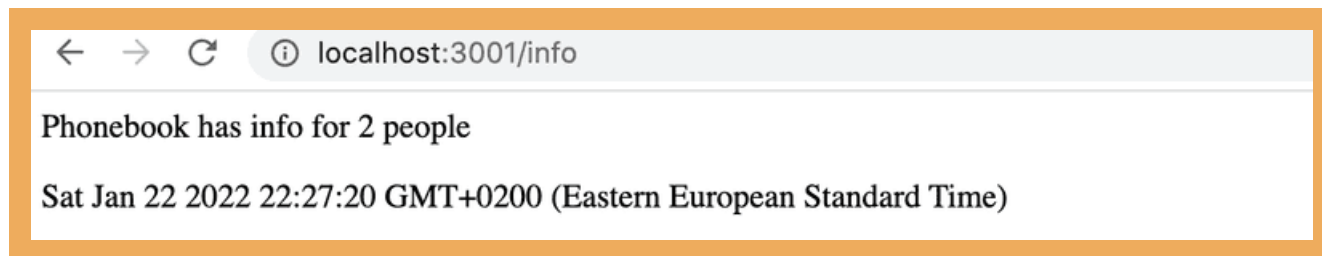 localhost:3001/info
Phonebook has info for 2 people
Sat Jan 22 2022 22:27:20 GMT+0200 (Eastern European Standard Time)